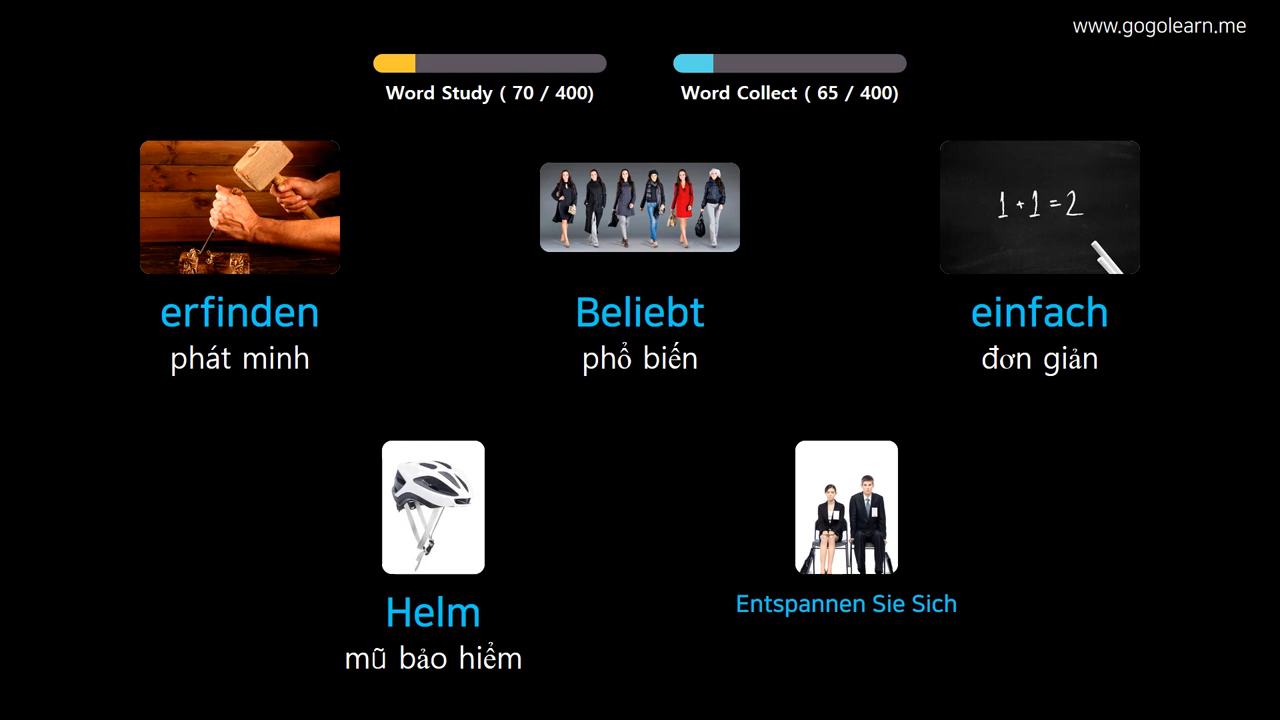 www.gogolearn.me
Word Study ( 70 / 400)
Word Collect ( 65 / 400)
1+1=2
erfinden
phát minh
Beliebt
phổ biến
einfach
đơn giản
Helm
mũ bảo hiểm
Entspannen Sie Sich